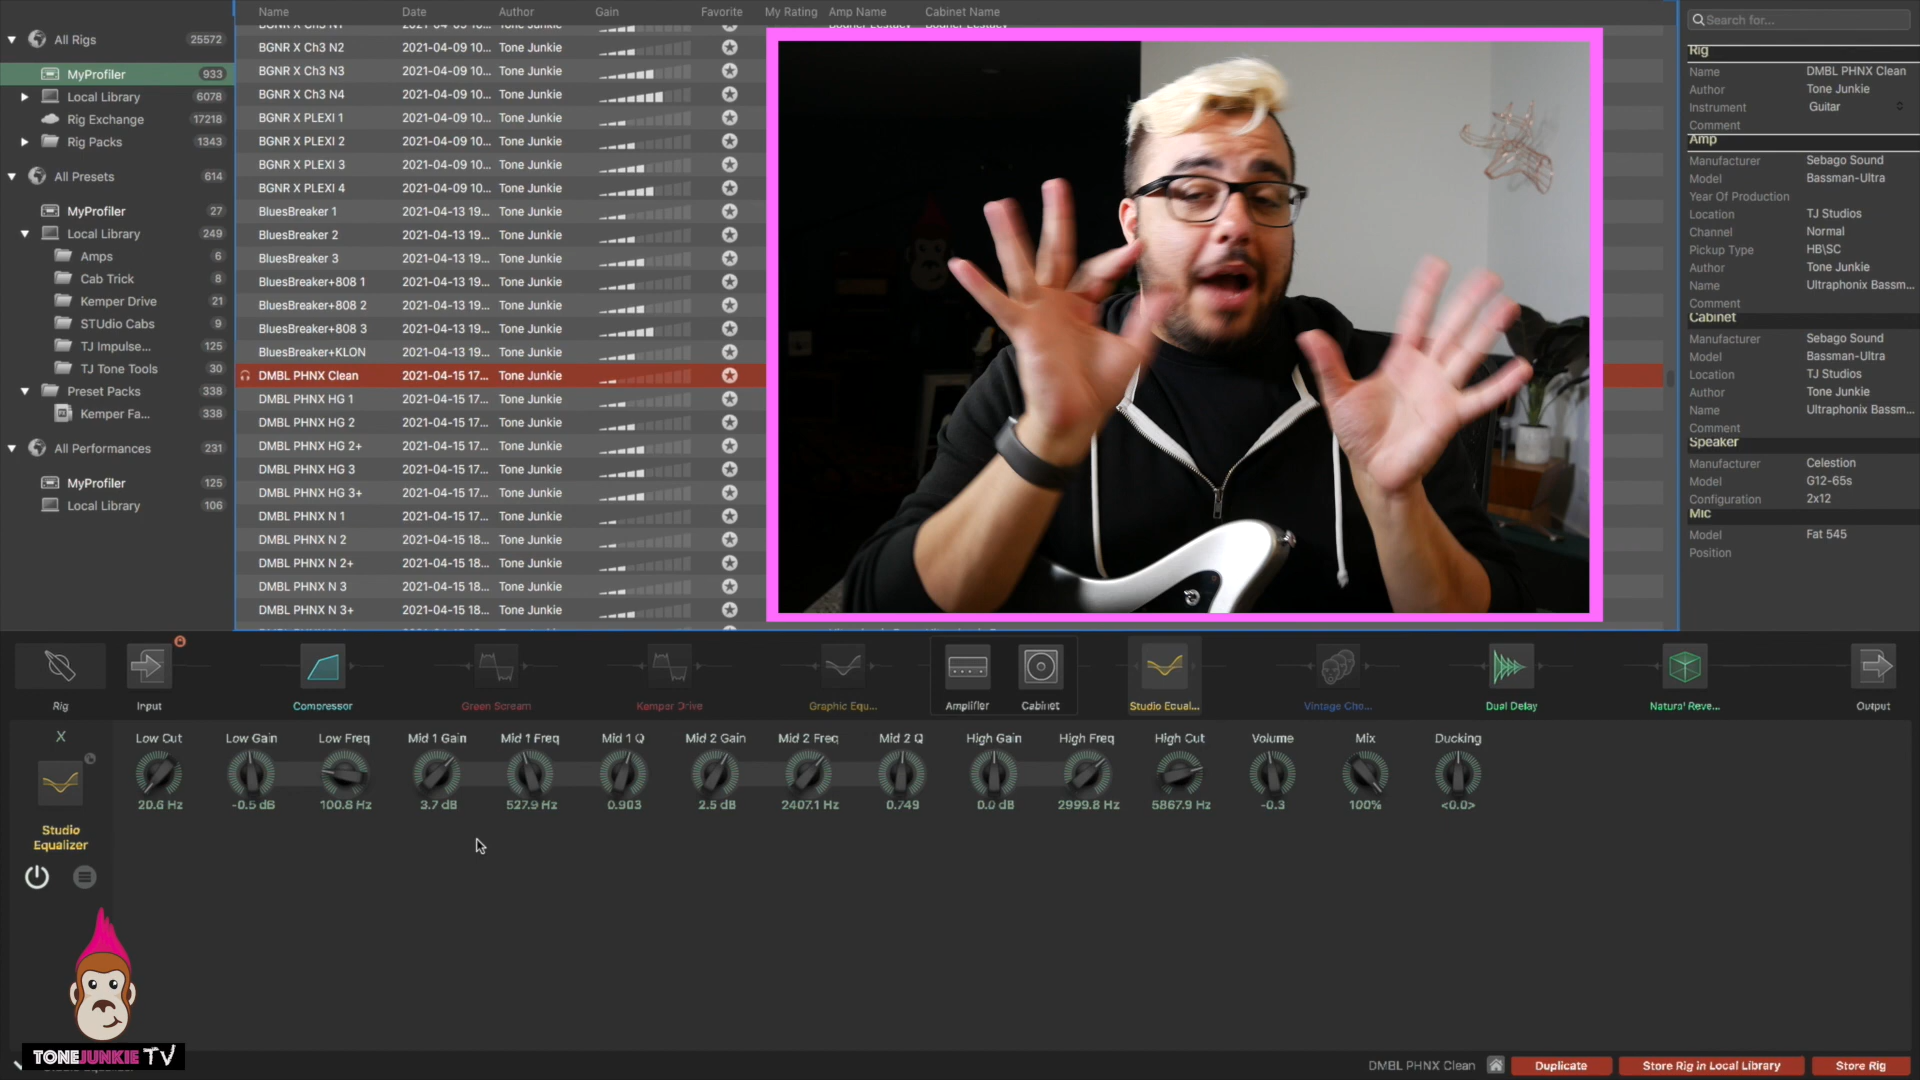 Name Date Author Gain Favorite My Rating Amp Name Cabinet Name
Search for...
All Rigs 25572
MyProfiler 933
Local Library 6078
Rig Exchange 17218
Rig Packs 1343
All Presets 614
MyProfiler 27
Local Library 249
Amps 6
Cab Trick 8
Kemper Drive 21
STUdio Cabs 9
TJ Impulse... 125
TJ Tone Tools 30
Preset Packs 338
Kemper Fa... 338
All Performances 231
MyProfiler 125
Local Library 106
BGNR X Ch3 N2 2021-04-09 10... Tone Junkie
BGNR X Ch3 N3 2021-04-09 10... Tone Junkie
BGNR X Ch3 N4 2021-04-09 10... Tone Junkie
BGNR X PLEXI 1 2021-04-09 10... Tone Junkie
BGNR X PLEXI 2 2021-04-09 10... Tone Junkie
BGNR X PLEXI 3 2021-04-09 10... Tone Junkie
BGNR X PLEXI 4 2021-04-09 10... Tone Junkie
BluesBreaker 1 2021-04-13 19... Tone Junkie
BluesBreaker 2 2021-04-13 19... Tone Junkie
BluesBreaker 3 2021-04-13 19... Tone Junkie
BluesBreaker+808 1 2021-04-13 19... Tone Junkie
BluesBreaker+808 2 2021-04-13 19... Tone Junkie
BluesBreaker+808 3 2021-04-13 19... Tone Junkie
BluesBreaker+KLON 2021-04-13 19... Tone Junkie
DMBL PHNX Clean 2021-04-15 17... Tone Junkie
DMBL PHNX HG 1 2021-04-15 17... Tone Junkie
DMBL PHNX HG 2 2021-04-15 17... Tone Junkie
DMBL PHNX HG 2+ 2021-04-15 17... Tone Junkie
DMBL PHNX HG 3 2021-04-15 17... Tone Junkie
DMBL PHNX HG 3+ 2021-04-15 17... Tone Junkie
DMBL PHNX N 1 2021-04-15 17... Tone Junkie
DMBL PHNX N 2 2021-04-15 18... Tone Junkie
DMBL PHNX N 2+ 2021-04-15 18... Tone Junkie
DMBL PHNX N 3 2021-04-15 18... Tone Junkie
DMBL PHNX N 3+ 2021-04-15 18... Tone Junkie
Rig
Name DMBL PHNX Clean
Author Tone Junkie
Instrument Guitar
Comment
Amp
Manufacturer Sebago Sound
Model Bassman-Ultra
Year Of Production
Location TJ Studios
Channel Normal
Pickup Type HB\SC
Author Tone Junkie
Name Ultraphonix Bassm...
Comment
Cabinet
Manufacturer Sebago Sound
Model Bassman-Ultra
Location TJ Studios
Author Tone Junkie
Name Ultraphonix Bassm...
Comment
Speaker
Manufacturer Celestion
Model G12-65s
Configuration 2x12
Mic
Model Fat 545
Position
Rig Input Compressor Green Scream Kemper Drive Graphic Equ... Amplifier Cabinet Studio Equal... Vintage Cho... Dual Delay Natural Reve... Output
X
Low Cut Low Gain Low Freq Mid 1 Gain Mid 1 Freq Mid 1 Q Mid 2 Gain Mid 2 Freq Mid 2 Q High Gain High Freq High Cut Volume Mix Ducking
20.6 Hz -0.5 dB 100.8 Hz 3.7 dB 527.9 Hz 0.903 2.5 dB 2407.1 Hz 0.749 0.0 dB 2999.8 Hz 5867.9 Hz -0.3 100% <0.0>
Studio
Equalizer
TONEJUNKIE TV
DMBL PHNX Clean Duplicate Store Rig in Local Library Store Rig